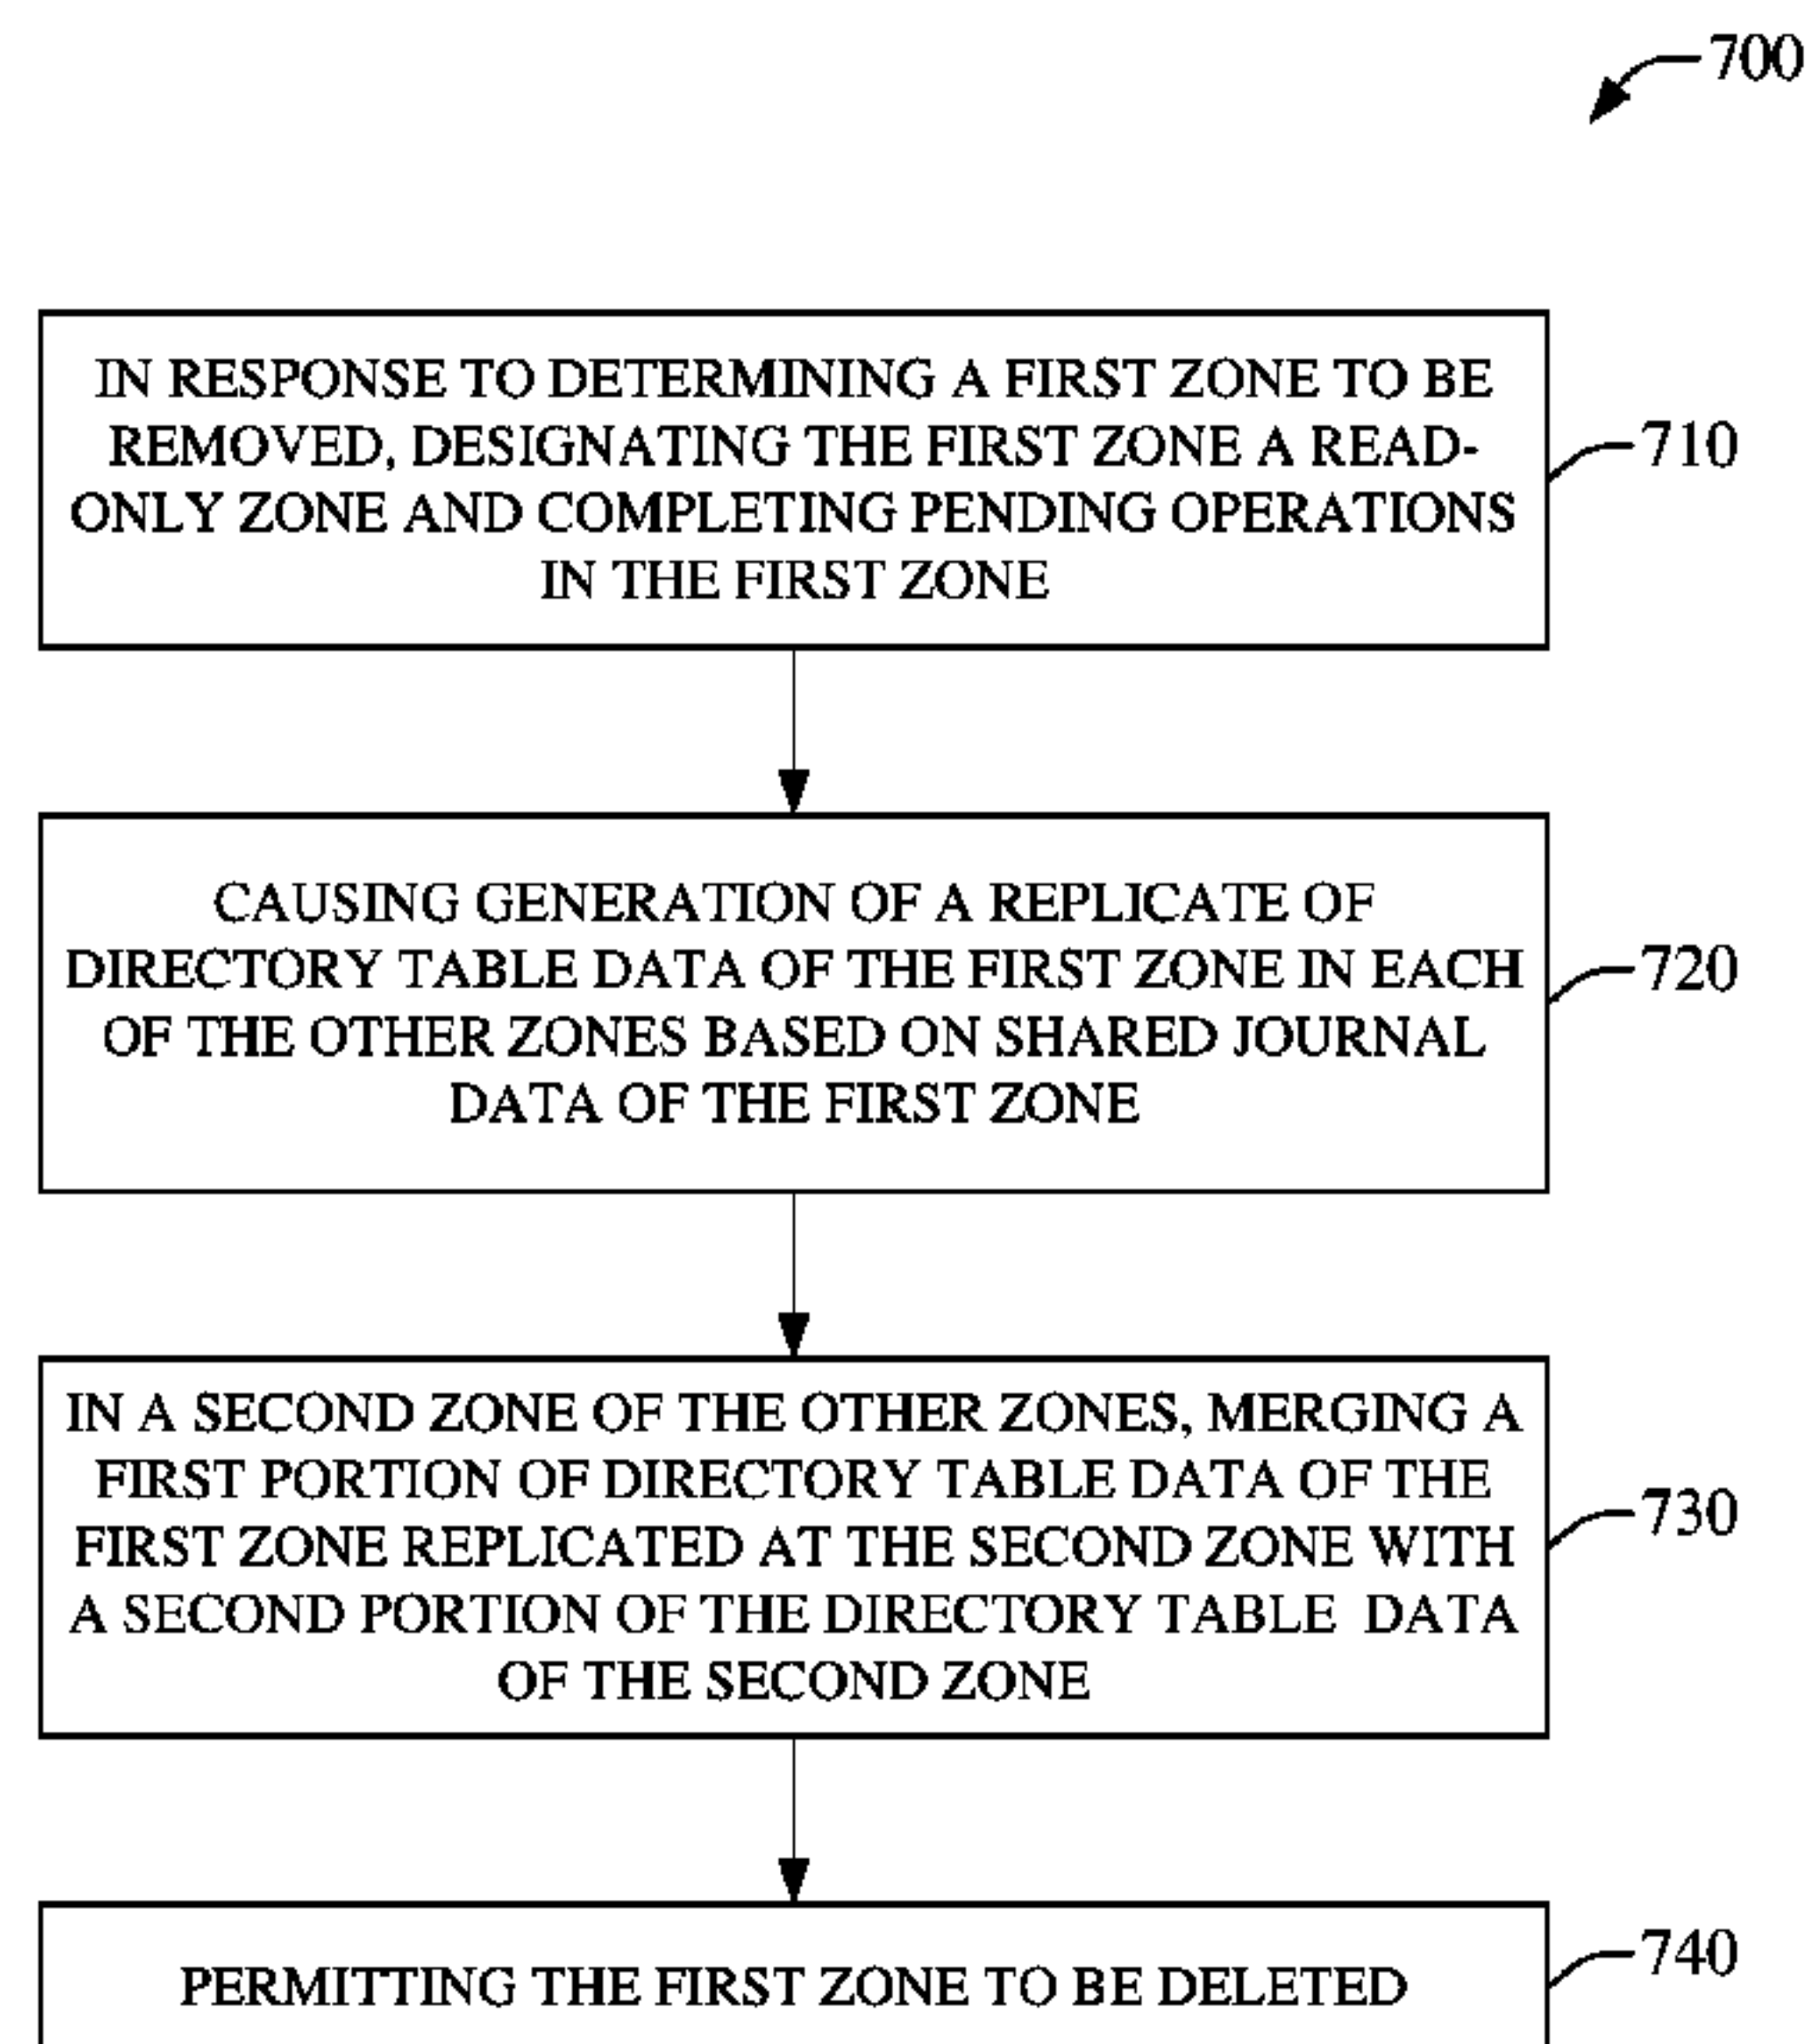 700
IN RESPONSE TO DETERMINING A FIRST ZONE TO BE
REMOVED, DESIGNATING THE FIRST ZONE A READ-
ONLY ZONE AND COMPLETING PENDING OPERATIONS
IN THE FIRST ZONE
710
CAUSING GENERATION OF A REPLICATE OF
DIRECTORY TABLE DATA OF THE FIRST ZONE IN EACH
OF THE OTHER ZONES BASED ON SHARED JOURNAL
DATA OF THE FIRST ZONE
720
IN A SECOND ZONE OF THE OTHER ZONES, MERGING A
FIRST PORTION OF DIRECTORY TABLE DATA OF THE
FIRST ZONE REPLICATED AT THE SECOND ZONE WITH
A SECOND PORTION OF THE DIRECTORY TABLE DATA
OF THE SECOND ZONE
730
PERMITTING THE FIRST ZONE TO BE DELETED
740